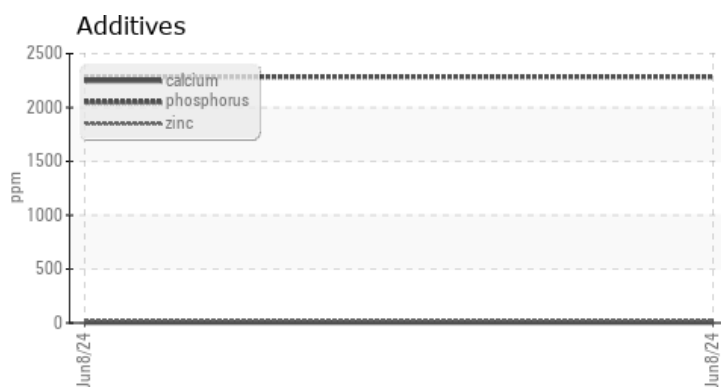 Additives
2500
calcium
phosphorus
2000
zinc
1500
ppm
1000
500
0
Jun8/24
Jun8/24